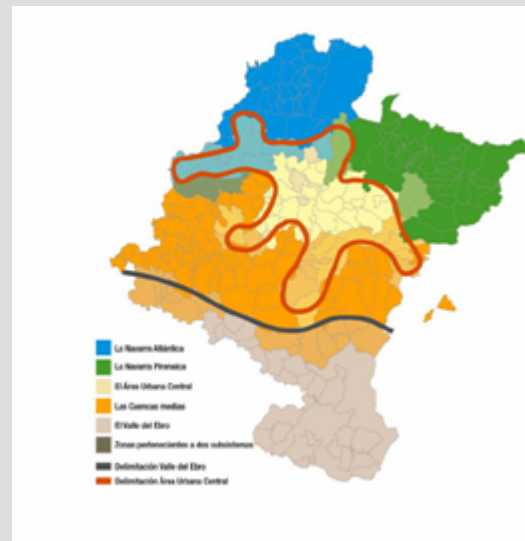 La Navarra Atlántica
La Navarra Pirenaica
El Área Urbana Central
Las Cuencas medias
El Valle del Ebro
Zonas pertenecientes a dos subsistemas
Delimitación Valle del Ebro
Delimitación Área Urbana Central